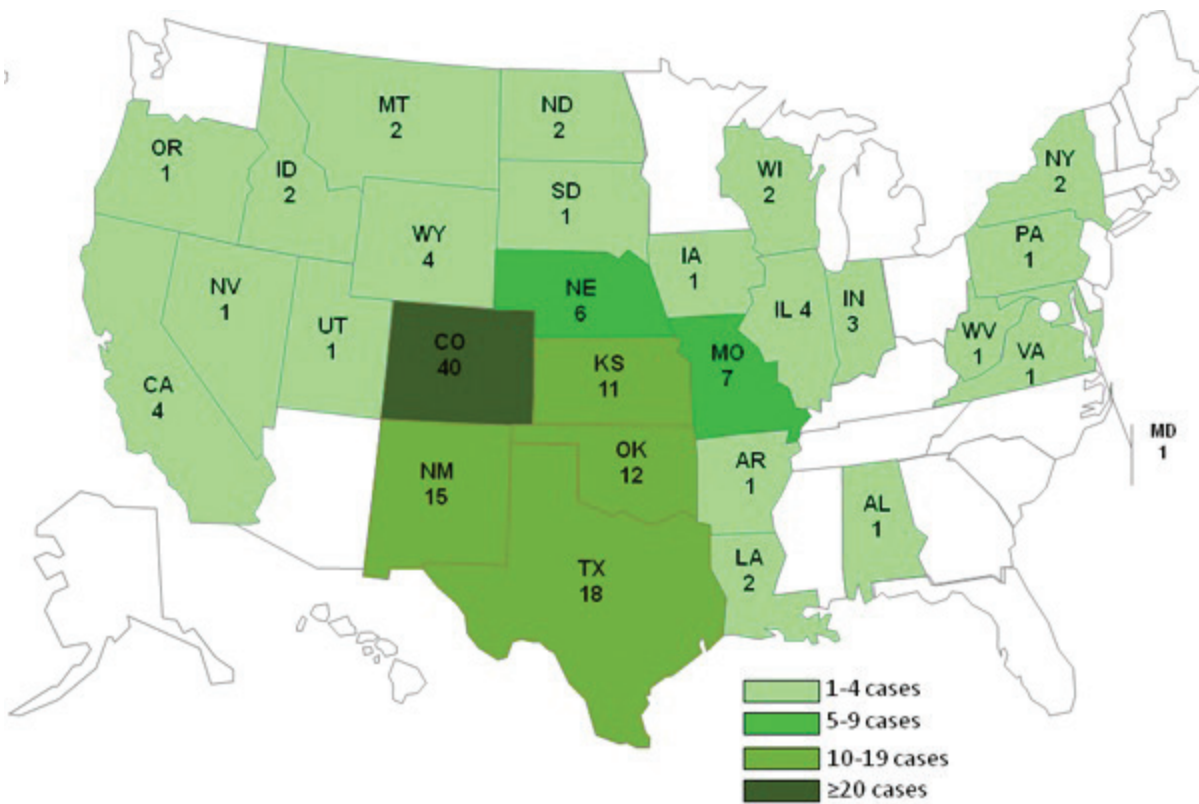 MT
2
ND
2
OR
1
ID
2
WI
2
NY
2
SD
1
WY
4
PA
1
IA
1
NV
1
NE
6
IL 4
IN
3
UT
1
CO
40
WV
1
MO
7
VA
1
KS
11
CA
4
MD
1
NM
15
OK
12
AR
1
AL
1
LA
2
TX
18
1-4 cases
5-9 cases
10-19 cases
≥20 cases